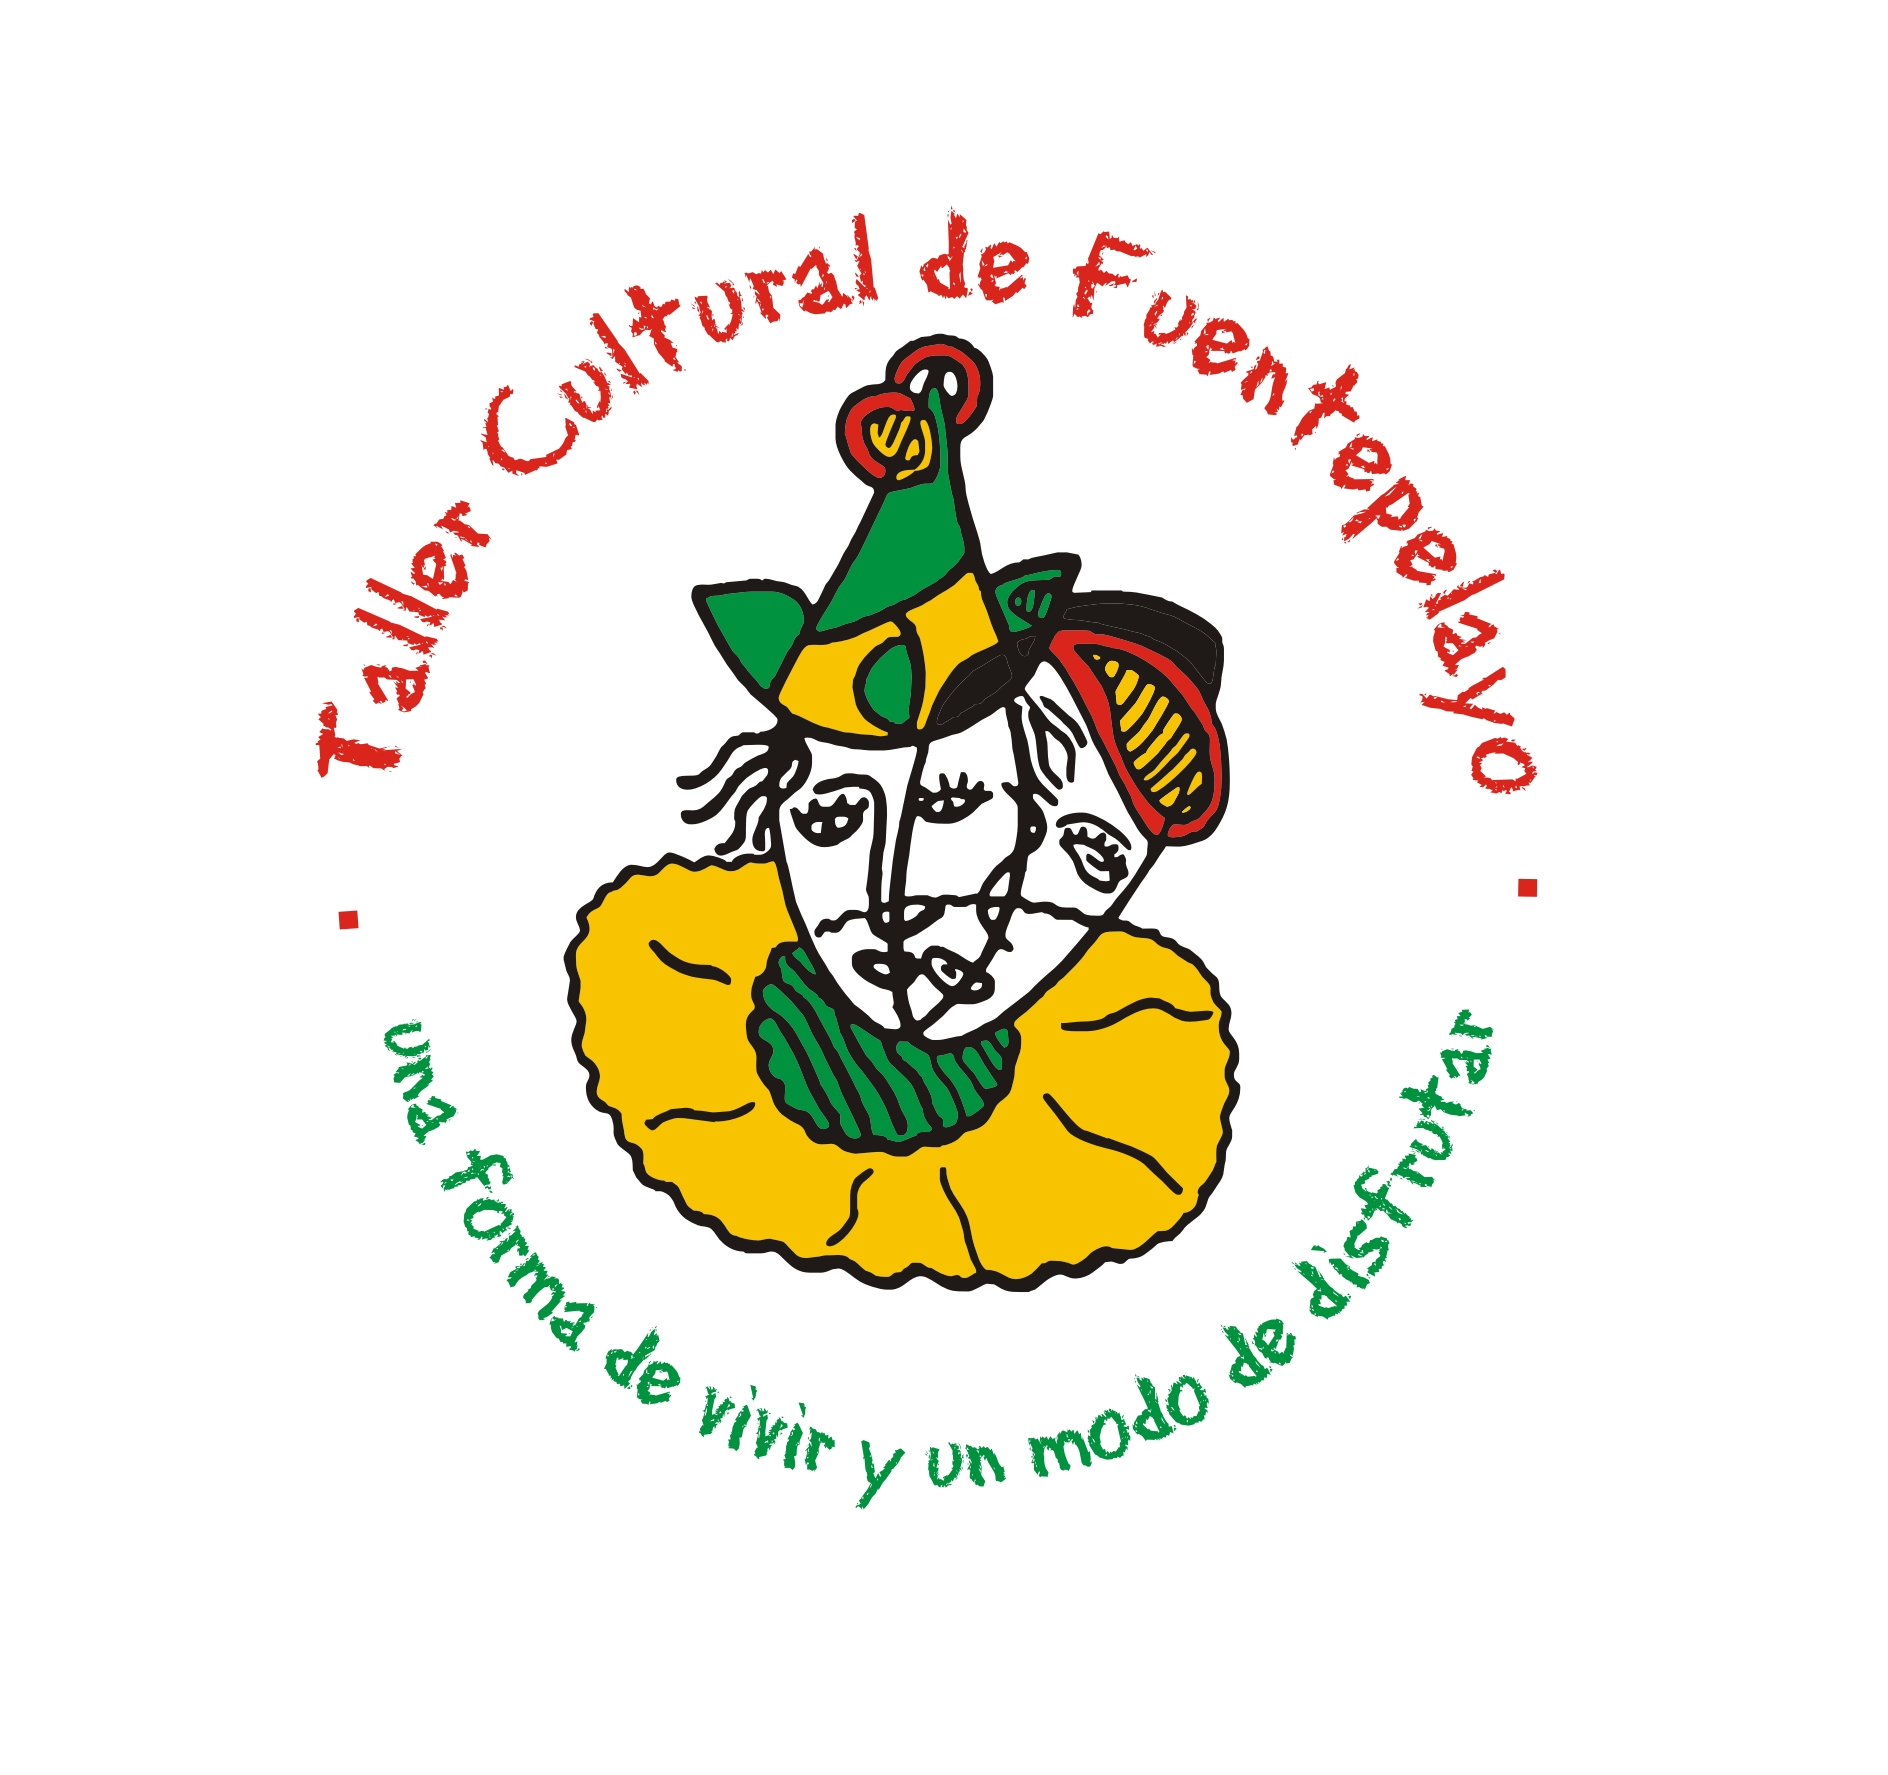 Taller Cultural de Fuentepelayo
una forma de vivir y un modo de disfrutar